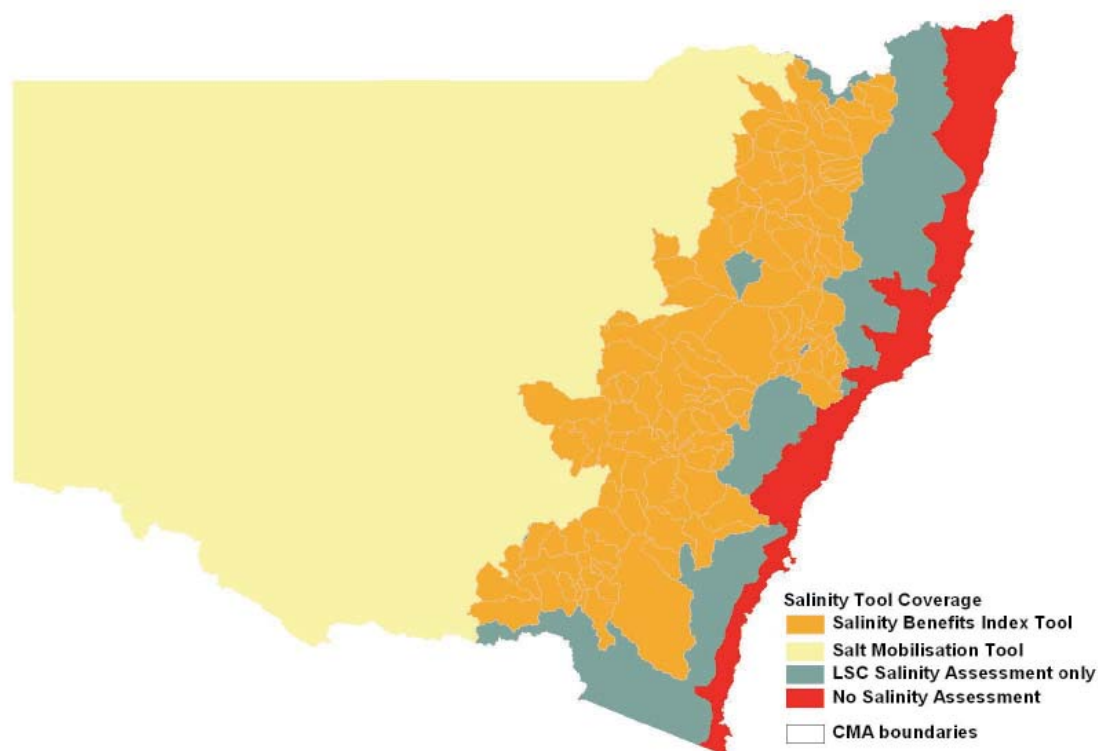 Salinity Tool Coverage
Salinity Benefits Index Tool
Salt Mobilisation Tool
LSC Salinity Assessment only
No Salinity Assessment
CMA boundaries